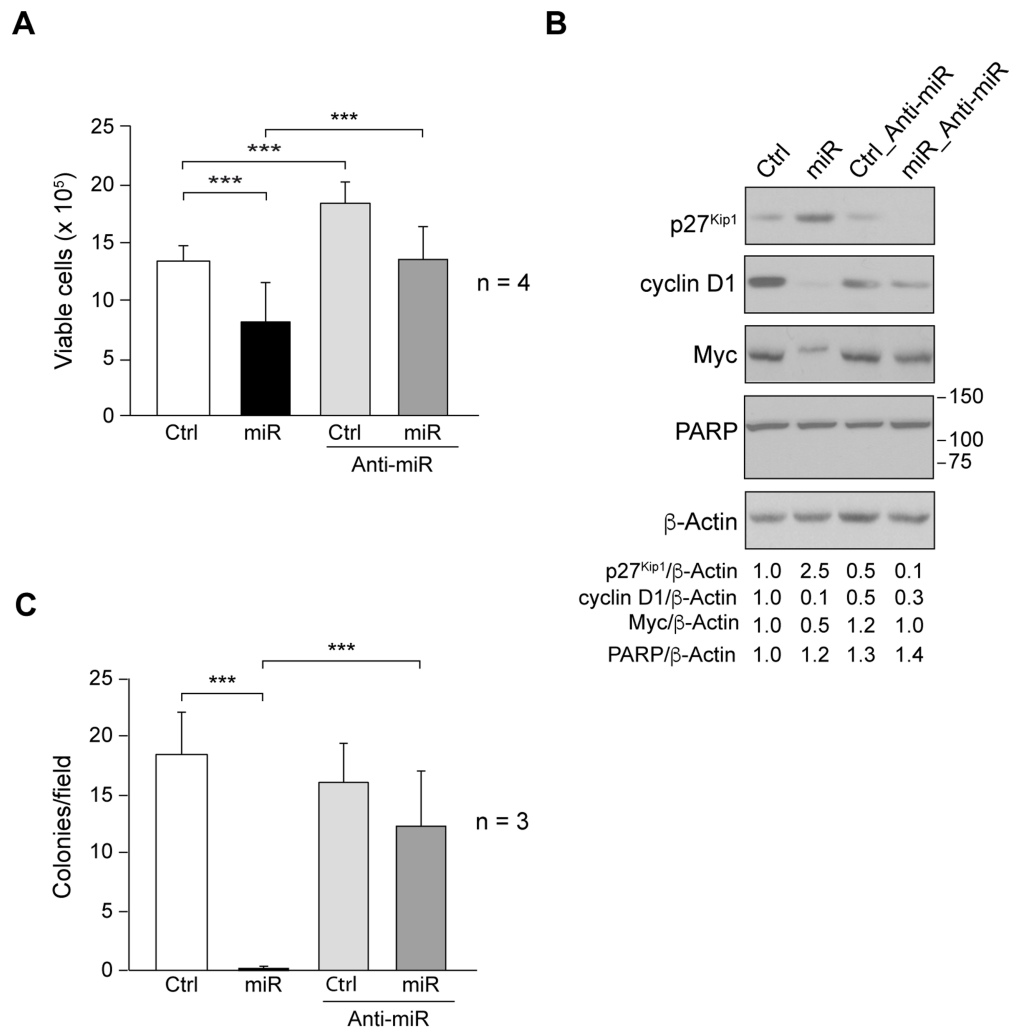 A
Viable cells (x 10⁵)
25
20
15
10
5
0
***
***
***
n = 4
Ctrl miR Ctrl miR
Anti-miR
B
Ctrl miR Ctrl_Anti-miR miR_Anti-miR
p27ᴷⁱᵖ¹
cyclin D1
Myc
PARP
150
100
75
β-Actin
p27ᴷⁱᵖ¹/β-Actin 1.0 2.5 0.5 0.1
cyclin D1/β-Actin 1.0 0.1 0.5 0.3
Myc/β-Actin 1.0 0.5 1.2 1.0
PARP/β-Actin 1.0 1.2 1.3 1.4
C
Colonies/field
25
20
15
10
5
0
***
***
n = 3
Ctrl miR Ctrl miR
Anti-miR